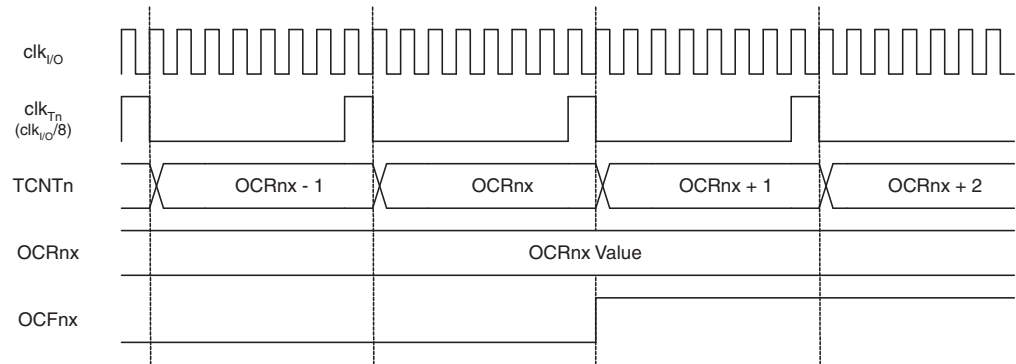 clkI/O
clkTn
(clkI/O/8)
TCNTn
OCRnx - 1
OCRnx
OCRnx + 1
OCRnx + 2
OCRnx
OCRnx Value
OCFnx